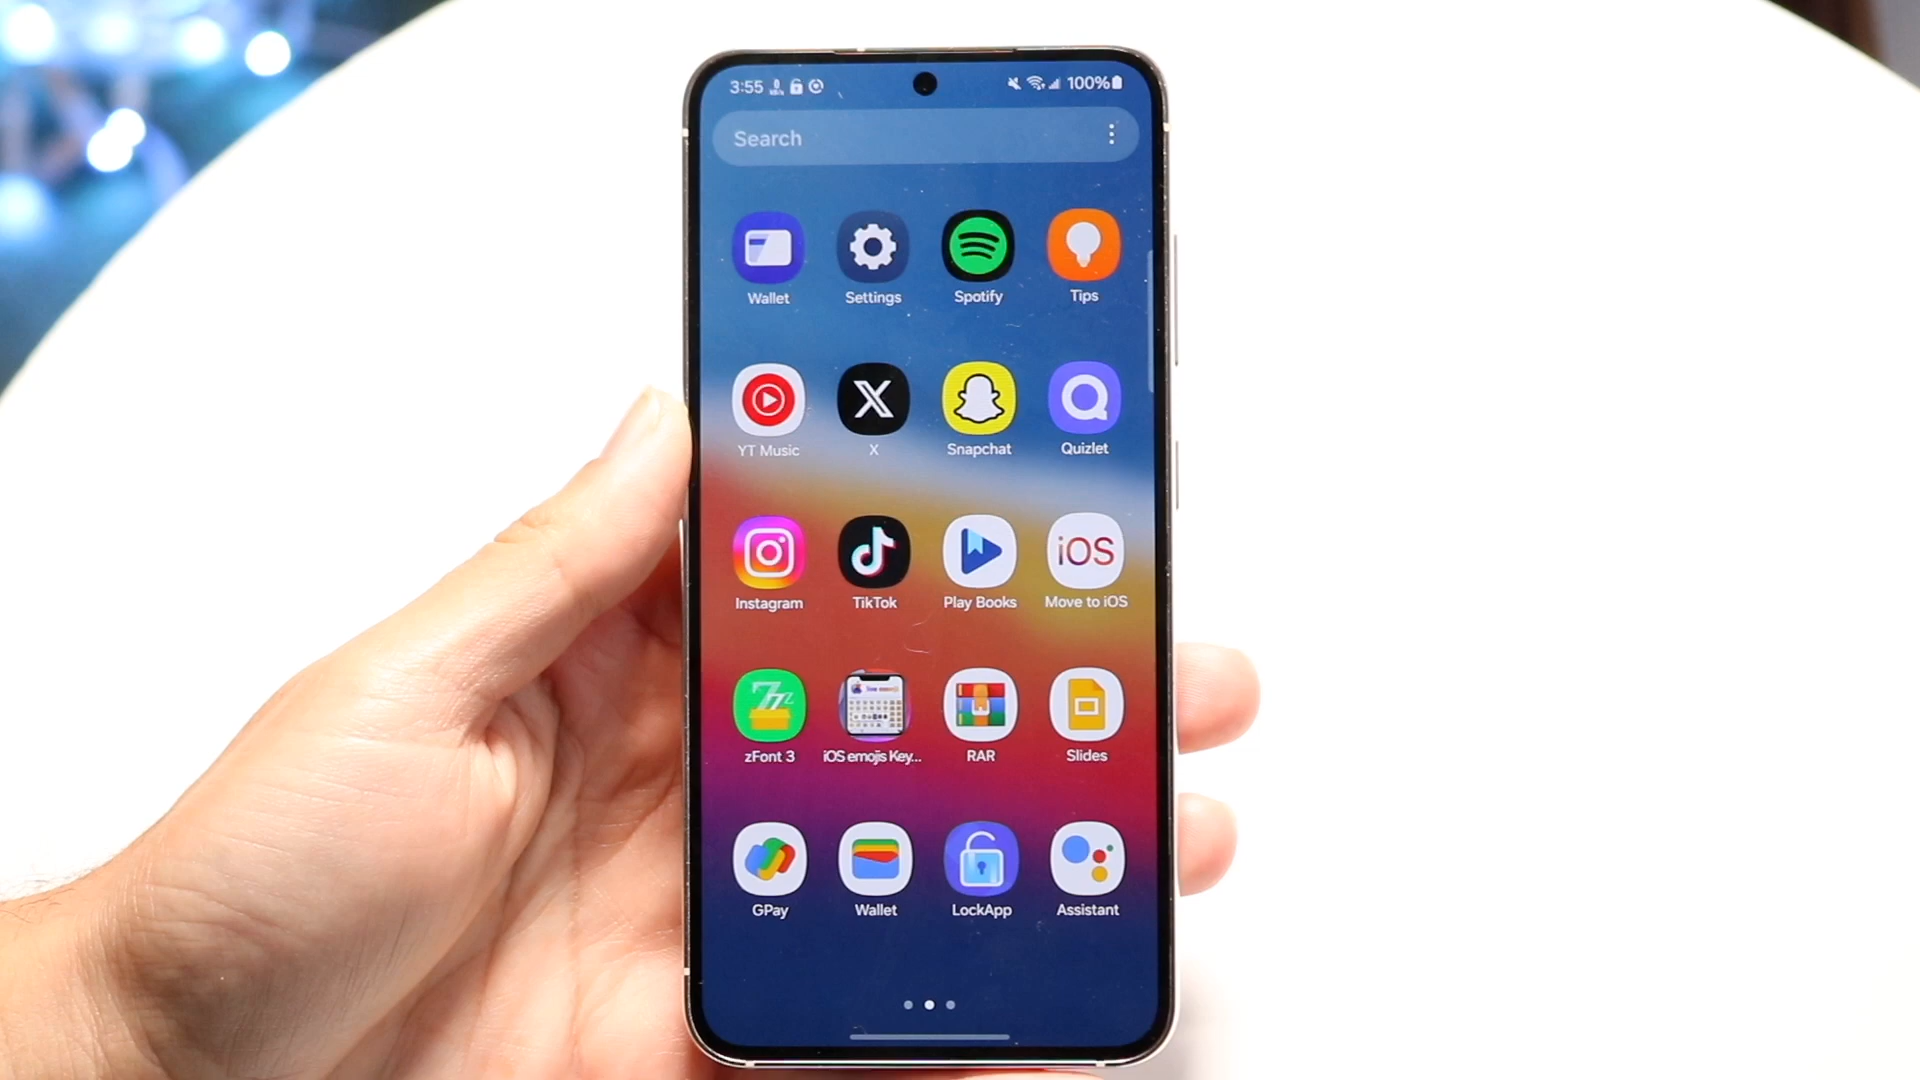 3:55 100%
Search
Wallet Settings Spotify Tips
YT Music X Snapchat Quizlet
iOS
Instagram TikTok Play Books Move to iOS
zFont 3 iOS emojis Key... RAR Slides
GPay Wallet LockApp Assistant